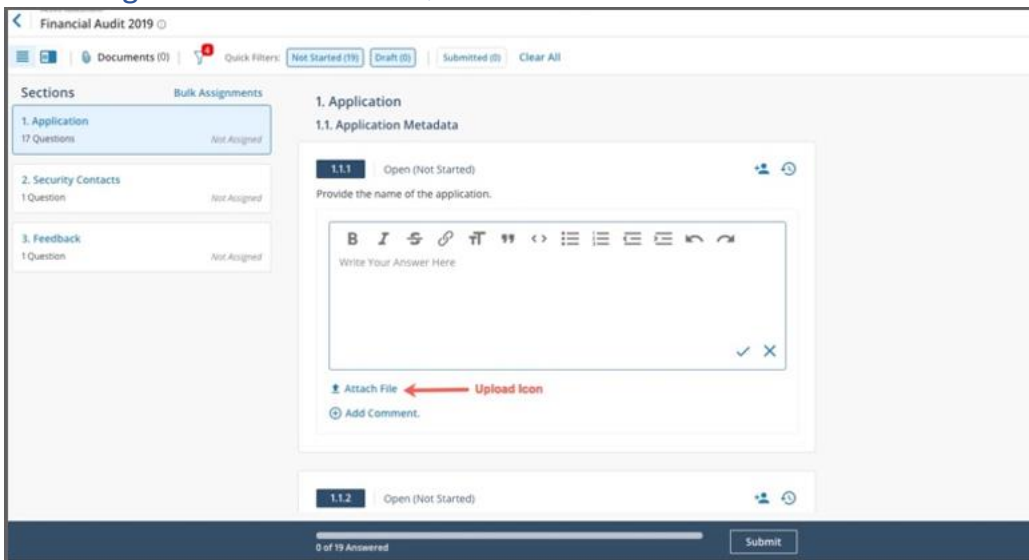 Financial Audit 2019
Documents (0) 4 Quick Filters: Not Started (19) Draft (0) Submitted (0) Clear All
Sections Bulk Assignments
1. Application
17 Questions Not Assigned
2. Security Contacts
1 Question Not Assigned
3. Feedback
1 Question Not Assigned
1. Application
1.1. Application Metadata
1.1.1 Open (Not Started)
Provide the name of the application.
Write Your Answer Here
Attach File Upload Icon
Add Comment.
1.1.2 Open (Not Started)
0 of 19 Answered Submit